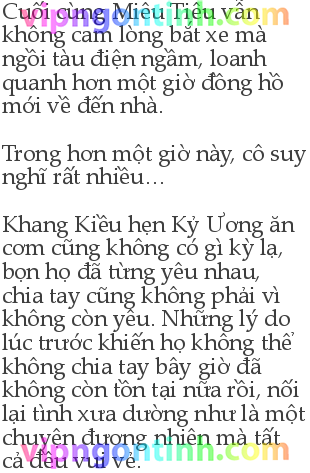 Cuối cùng Miêu Tiêu vẫn
không cam lòng bắt xe mà
ngồi tàu điện ngầm, loanh
quanh hơn một giờ đồng hồ
mới về đến nhà.
Trong hơn một giờ này, cô suy
nghĩ rất nhiều…
Khang Kiều hẹn Kỷ Ương ăn
cơm cũng không có gì kỳ lạ,
bọn họ đã từng yêu nhau,
chia tay cũng không phải vì
không còn yêu. Những lý do
lúc trước khiến họ không thể
không chia tay bây giờ đã
không còn tồn tại nữa rồi, nối
lại tình xưa dường như là một
chuyện đương nhiên mà tất
cả đều vui vẻ.
vipngontinh.com
vipngontinh.com